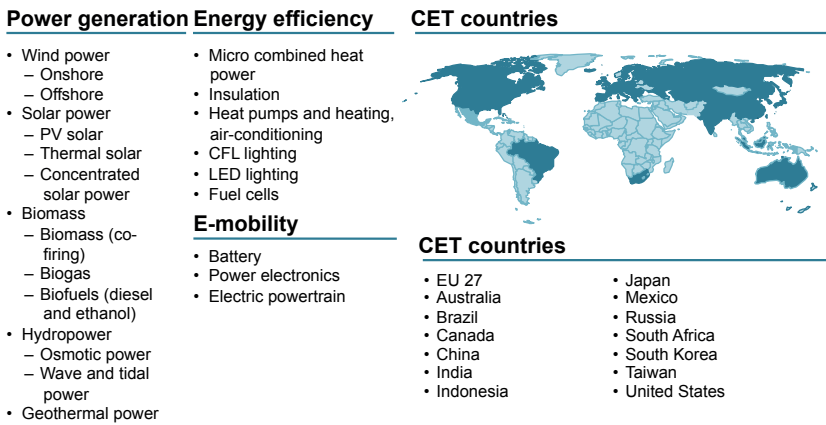 Power generation
• Wind power
– Onshore
– Offshore
• Solar power
– PV solar
– Thermal solar
– Concentrated
solar power
• Biomass
– Biomass (co-
firing)
– Biogas
– Biofuels (diesel
and ethanol)
• Hydropower
– Osmotic power
– Wave and tidal
power
• Geothermal power
Energy efficiency
• Micro combined heat
power
• Insulation
• Heat pumps and heating,
air-conditioning
• CFL lighting
• LED lighting
• Fuel cells
E-mobility
• Battery
• Power electronics
• Electric powertrain
CET countries
CET countries
• EU 27
• Australia
• Brazil
• Canada
• China
• India
• Indonesia
• Japan
• Mexico
• Russia
• South Africa
• South Korea
• Taiwan
• United States